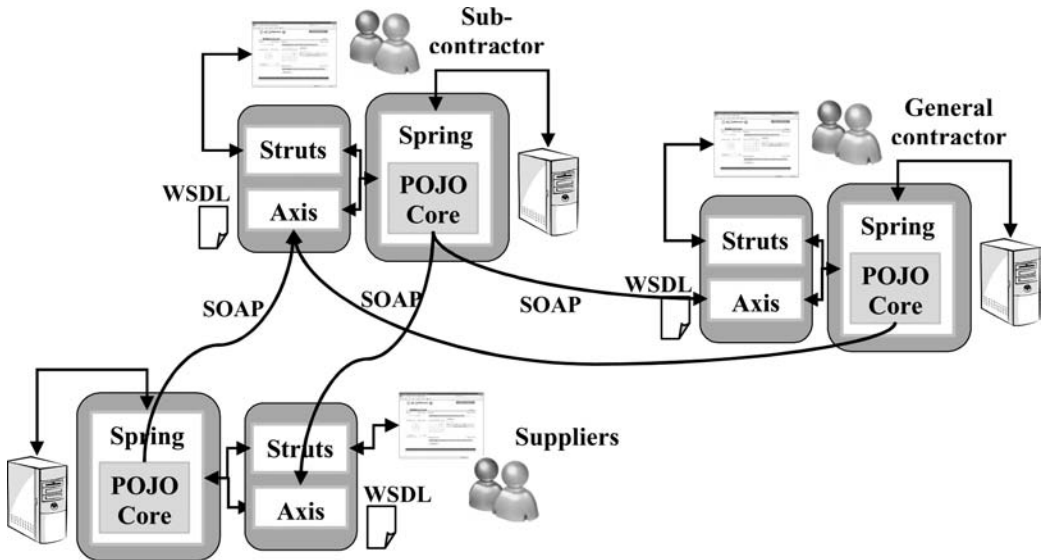 Sub-
contractor
Spring
Struts
POJO
Core
WSDL
Axis
General
contractor
Spring
Struts
POJO
Core
WSDL
Axis
SOAP
SOAP
SOAP
Spring
POJO
Core
Struts
Axis
WSDL
Suppliers